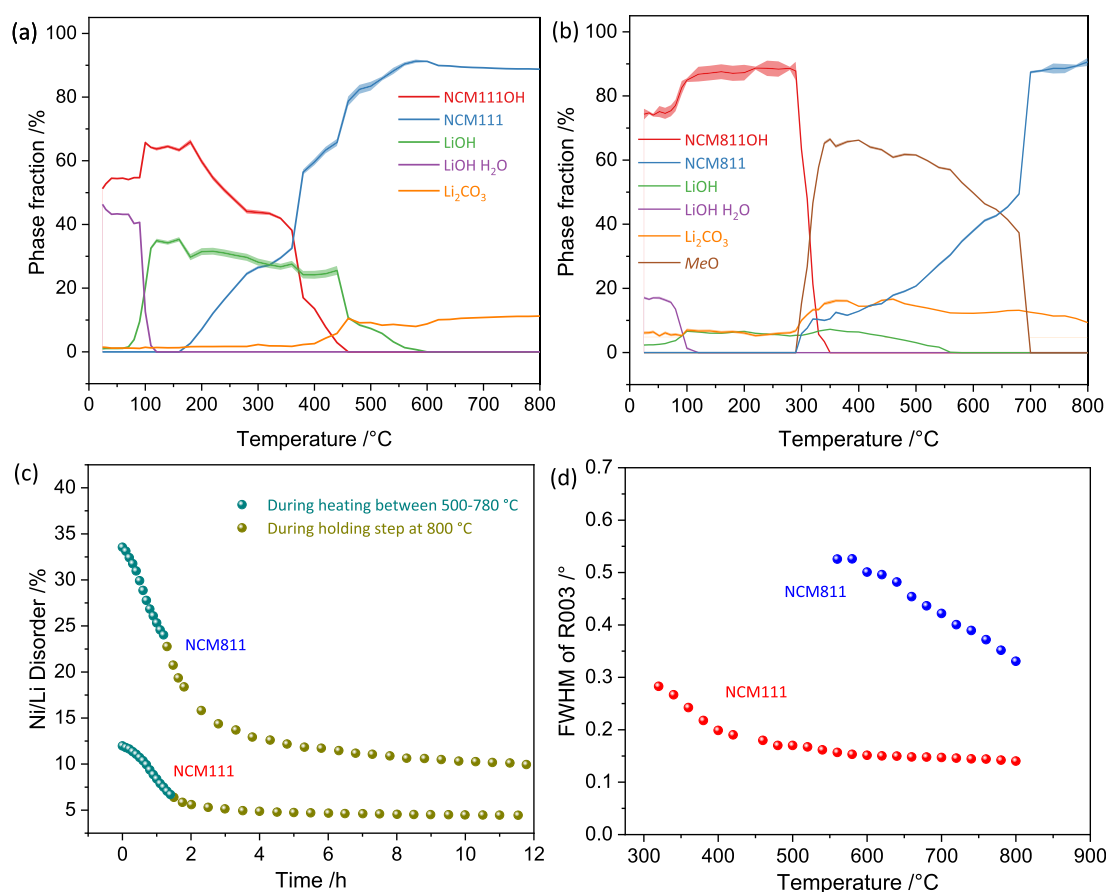 (a)
100
80
60
40
20
0
Phase fraction /%
NCM111OH
NCM111
LiOH
LiOH H₂O
Li₂CO₃
0 100 200 300 400 500 600 700 800
Temperature /°C
(b)
100
80
60
40
20
0
Phase fraction /%
NCM811OH
NCM811
LiOH
LiOH H₂O
Li₂CO₃
MeO
0 100 200 300 400 500 600 700 800
Temperature /°C
(c)
40
35
30
25
20
15
10
5
Ni/Li Disorder /%
During heating between 500-780 °C
During holding step at 800 °C
NCM811
NCM111
0 2 4 6 8 10 12
Time /h
(d)
0.7
0.6
0.5
0.4
0.3
0.2
0.1
0.0
FWHM of R003 /°
NCM811
NCM111
300 400 500 600 700 800 900
Temperature /°C